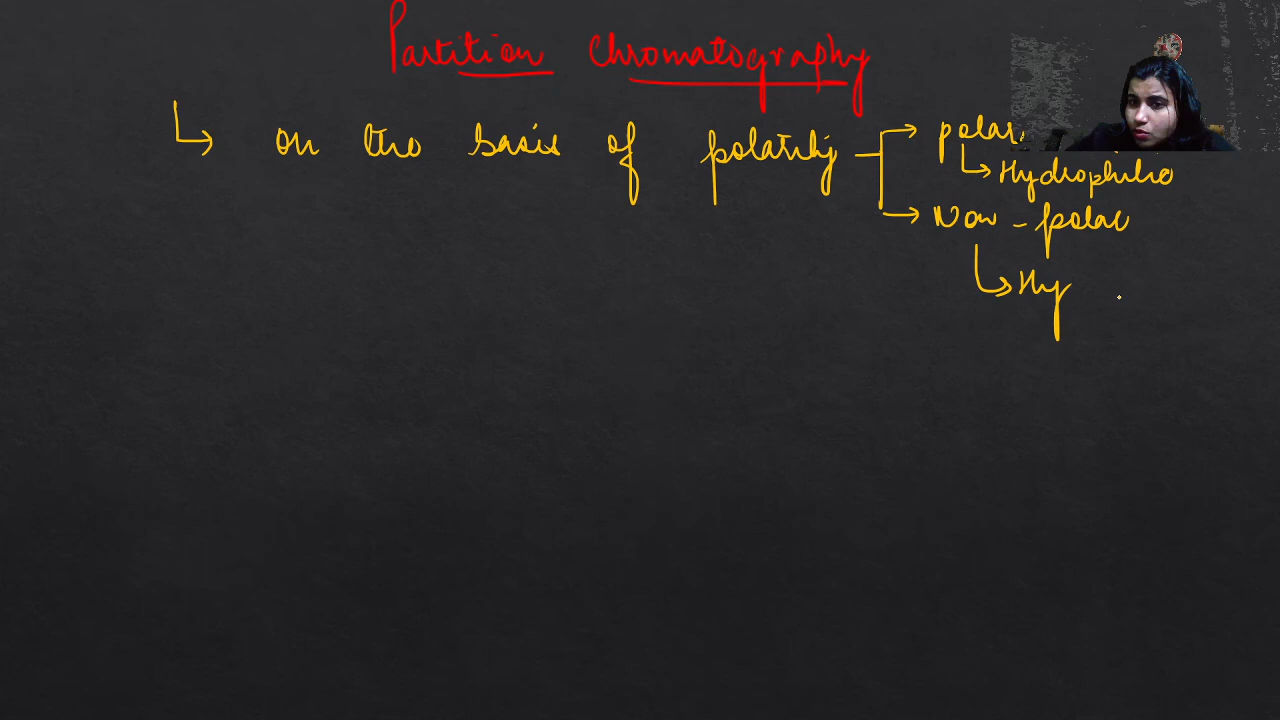 Partition Chromatography
on the basis of polarity
polar
Hydrophilic
Non-polar
Hy